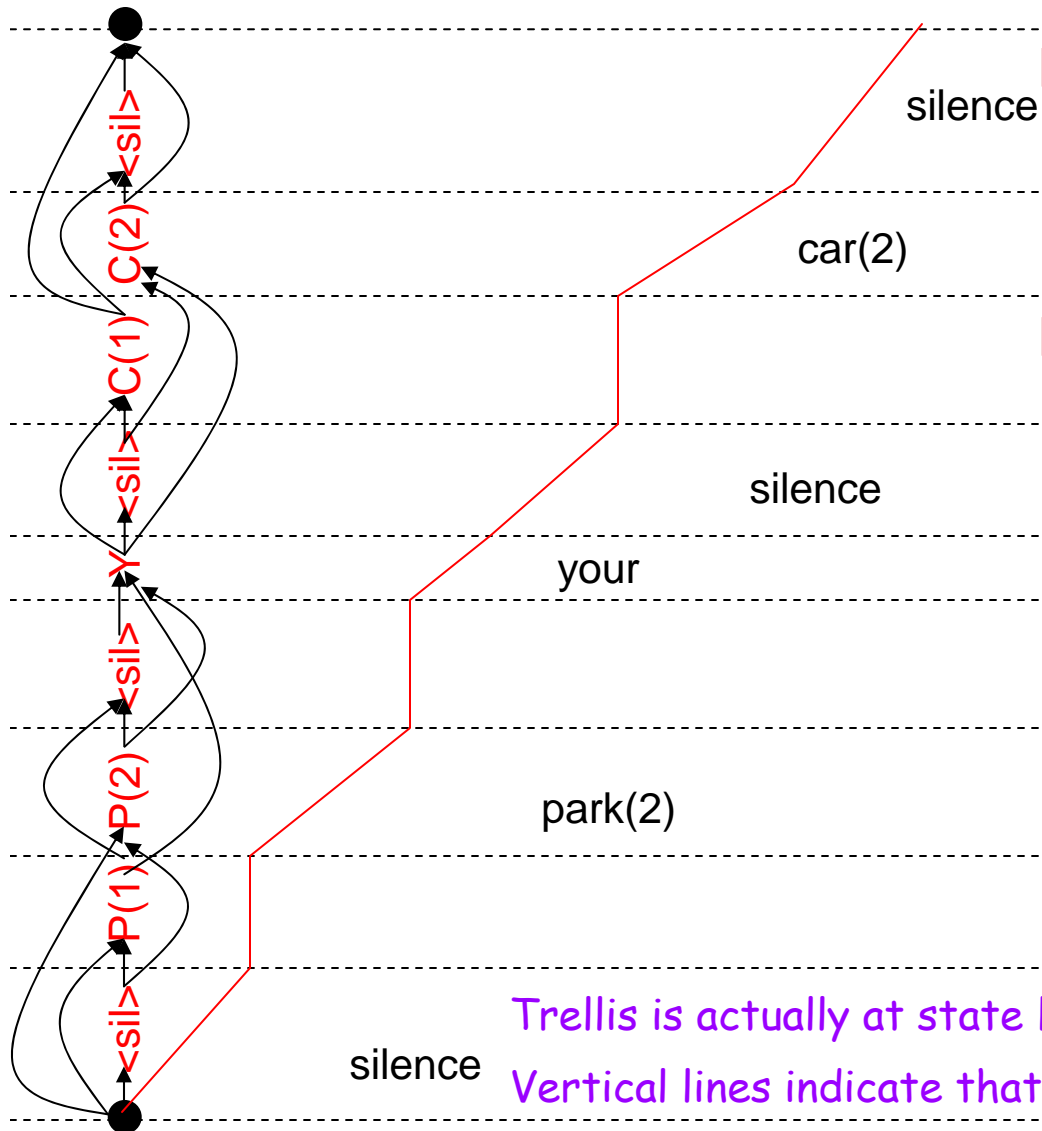 silence
<sil>
C(2)
car(2)
C(1)
<sil>
silence
Y
your
<sil>
P(2)
park(2)
P(1)
<sil>
Trellis is actually at state
silence
Vertical lines indicate that